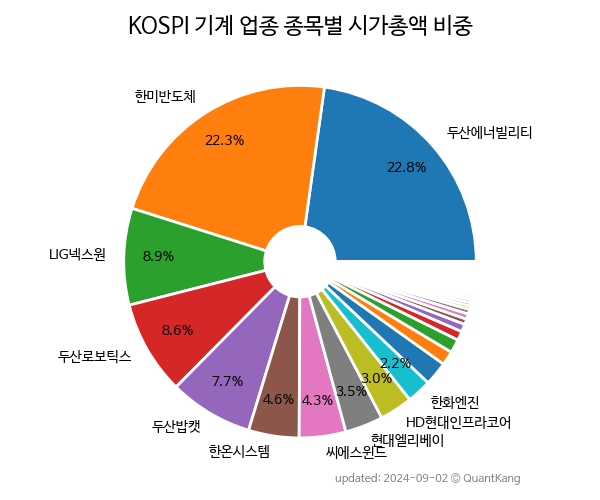 KOSPI 기계 업종 종목별 시가총액 비중
두산에너빌리티
22.8%
한미반도체
22.3%
LIG넥스원
8.9%
두산로보틱스
8.6%
두산밥캣
7.7%
한온시스템
4.6%
씨에스윈드
4.3%
현대엘리베이
3.5%
HD현대인프라코어
3.0%
한화엔진
2.2%
updated: 2024-09-02 © QuantKang